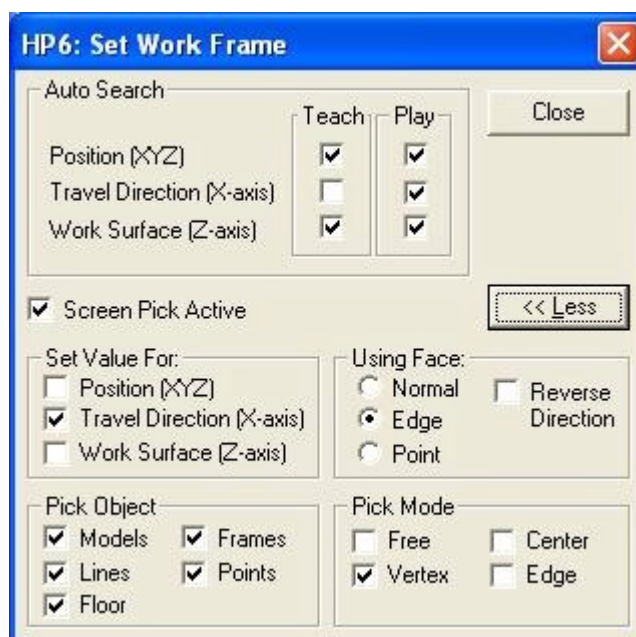 HP6: Set Work Frame
Auto Search
Teach Play
Close
Position (XYZ)
Travel Direction (X-axis)
Work Surface (Z-axis)
Screen Pick Active
<< Less
Set Value For:
Using Face:
Position (XYZ)
Normal
Reverse Direction
Travel Direction (X-axis)
Edge
Work Surface (Z-axis)
Point
Pick Object
Pick Mode
Models Frames
Free Center
Lines Points
Vertex Edge
Floor